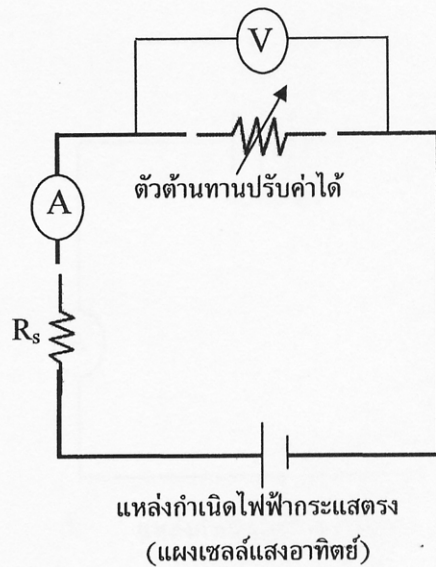 V
ตัวต้านทานปรับค่าได้
A
Rs
แหล่งกำเนิดไฟฟ้ากระแสตรง
(แผงเซลล์แสงอาทิตย์)